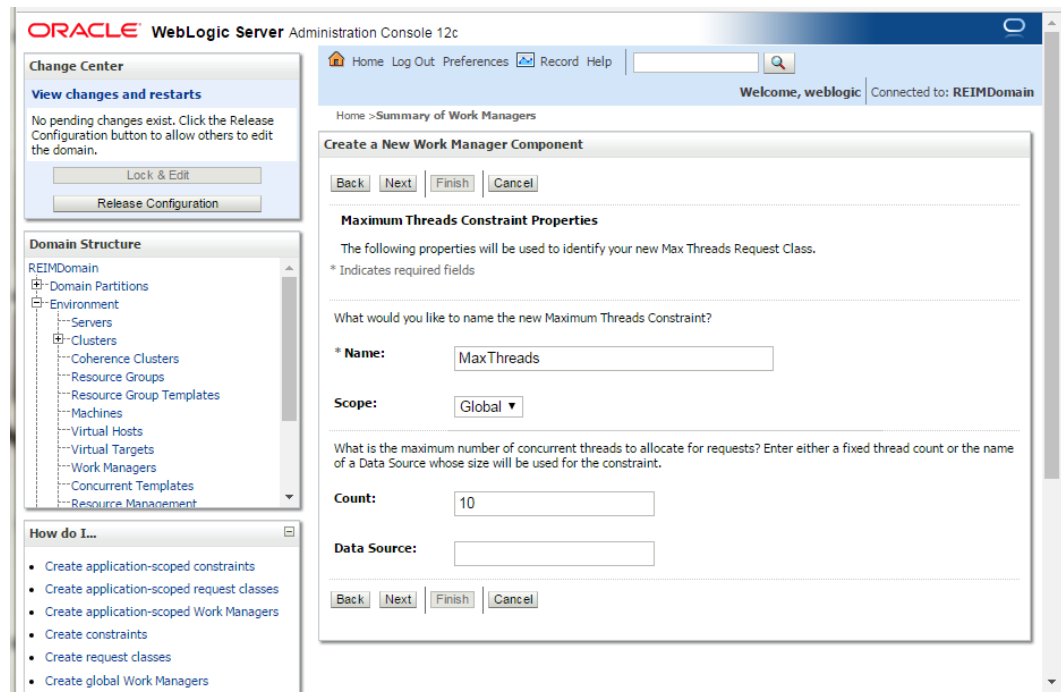 ORACLE WebLogic Server Administration Console 12c
Change Center
View changes and restarts
No pending changes exist. Click the Release
Configuration button to allow others to edit
the domain.
Lock & Edit
Release Configuration
Domain Structure
REIMDomain
Domain Partitions
Environment
Servers
Clusters
Coherence Clusters
Resource Groups
Resource Group Templates
Machines
Virtual Hosts
Virtual Targets
Work Managers
Concurrent Templates
Resource Management
How do I...
Create application-scoped constraints
Create application-scoped request classes
Create application-scoped Work Managers
Create constraints
Create request classes
Create global Work Managers
Home Log Out Preferences Record Help
Welcome, weblogic Connected to: REIMDomain
Home >Summary of Work Managers
Create a New Work Manager Component
Back Next Finish Cancel
Maximum Threads Constraint Properties
The following properties will be used to identify your new Max Threads Request Class.
* Indicates required fields
What would you like to name the new Maximum Threads Constraint?
* Name: MaxThreads
Scope: Global
What is the maximum number of concurrent threads to allocate for requests? Enter either a fixed thread count or the name
of a Data Source whose size will be used for the constraint.
Count: 10
Data Source:
Back Next Finish Cancel